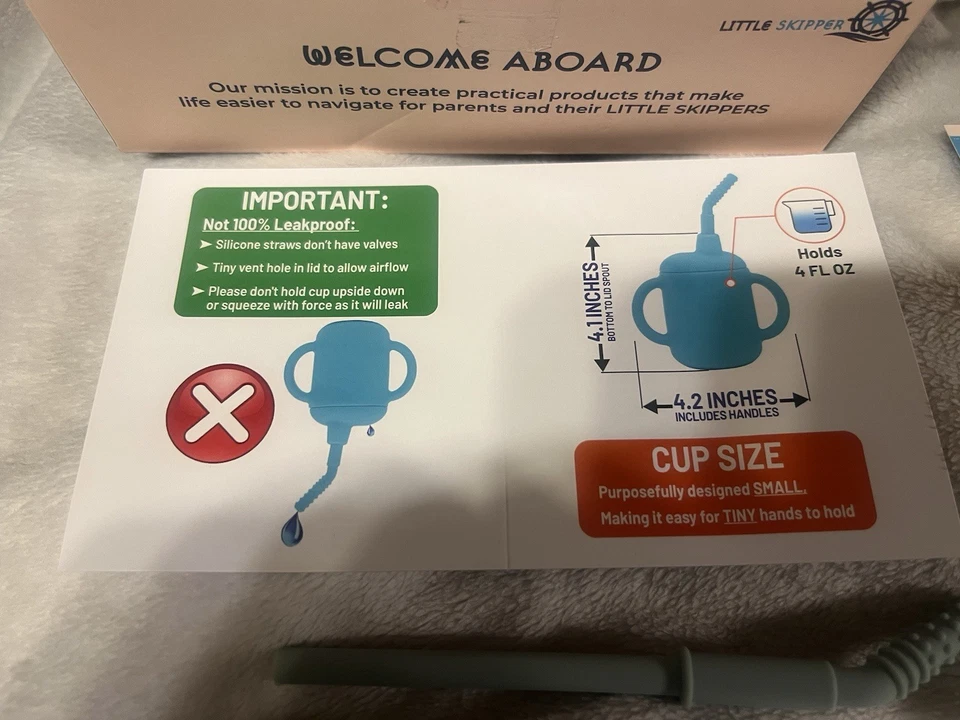 LITTLE SKIPPER
WELCOME ABOARD
Our mission is to create practical products that make
life easier to navigate for parents and their LITTLE SKIPPERS
IMPORTANT:
Not 100% Leakproof:
➤ Silicone straws don't have valves
➤ Tiny vent hole in lid to allow airflow
➤ Please don't hold cup upside down
or squeeze with force as it will leak
Holds
4 FL OZ
4.1 INCHES
BOTTOM TO LID SPOUT
4.2 INCHES
INCLUDES HANDLES
CUP SIZE
Purposefully designed SMALL.
Making it easy for TINY hands to hold